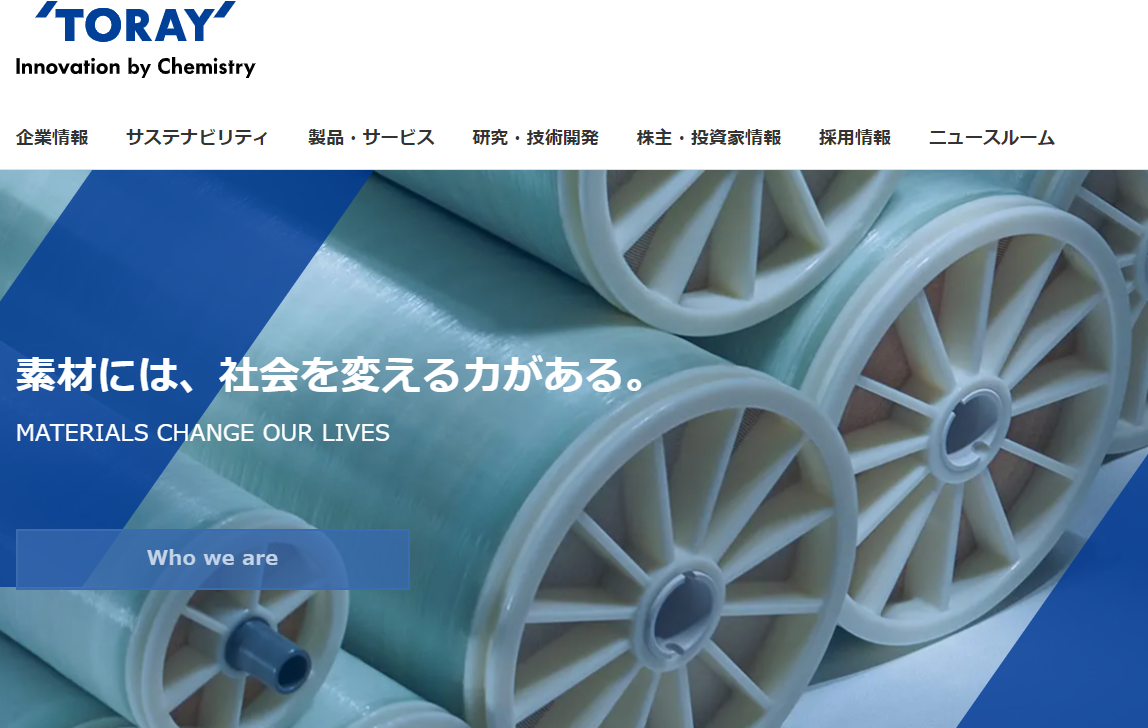 'TORAY'
Innovation by Chemistry
企業情報 サステナビリティ 製品・サービス 研究・技術開発 株主・投資家情報 採用情報 ニュースルーム
素材には、社会を変える力がある。
MATERIALS CHANGE OUR LIVES
Who we are